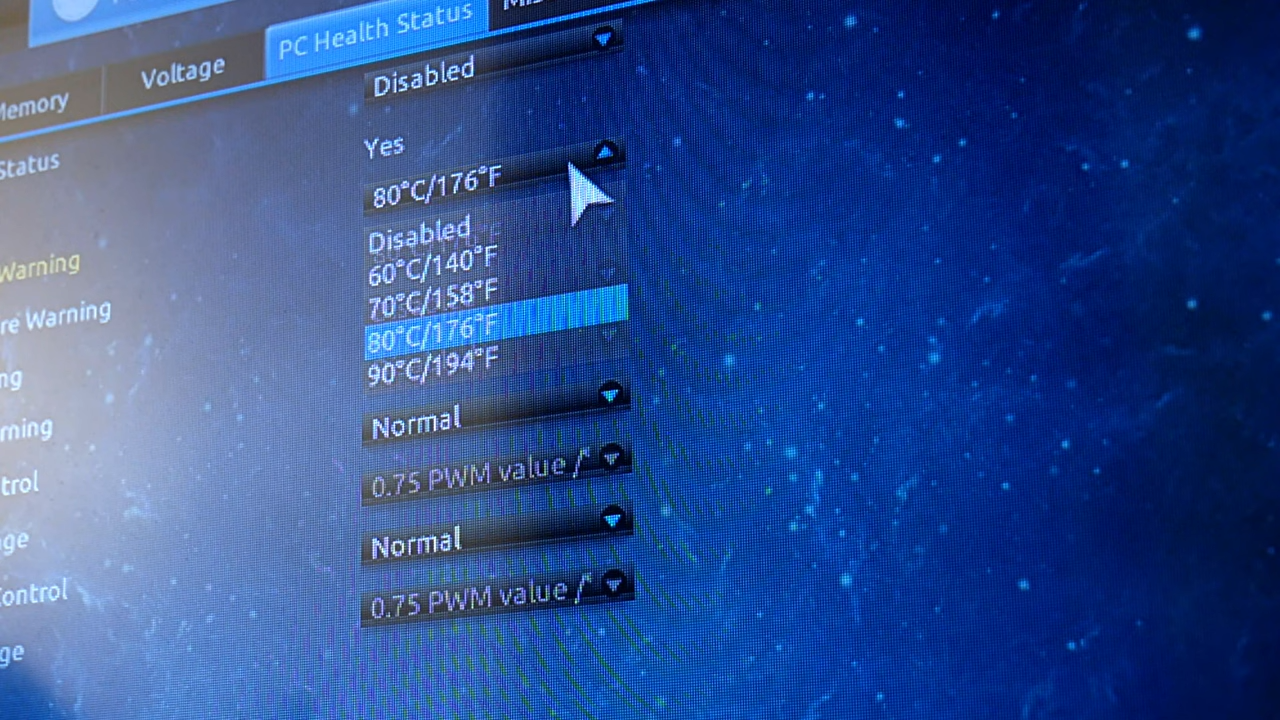 PC Health Status
Memory
Voltage
Disabled
Status
Yes
80°C/176°F
Disabled
Warning
60°C/140°F
70°C/158°F
re Warning
80°C/176°F
90°C/194°F
ng
Normal
rning
0.75 PWM value /°
trol
Normal
ge
0.75 PWM value /°
ontrol
ge